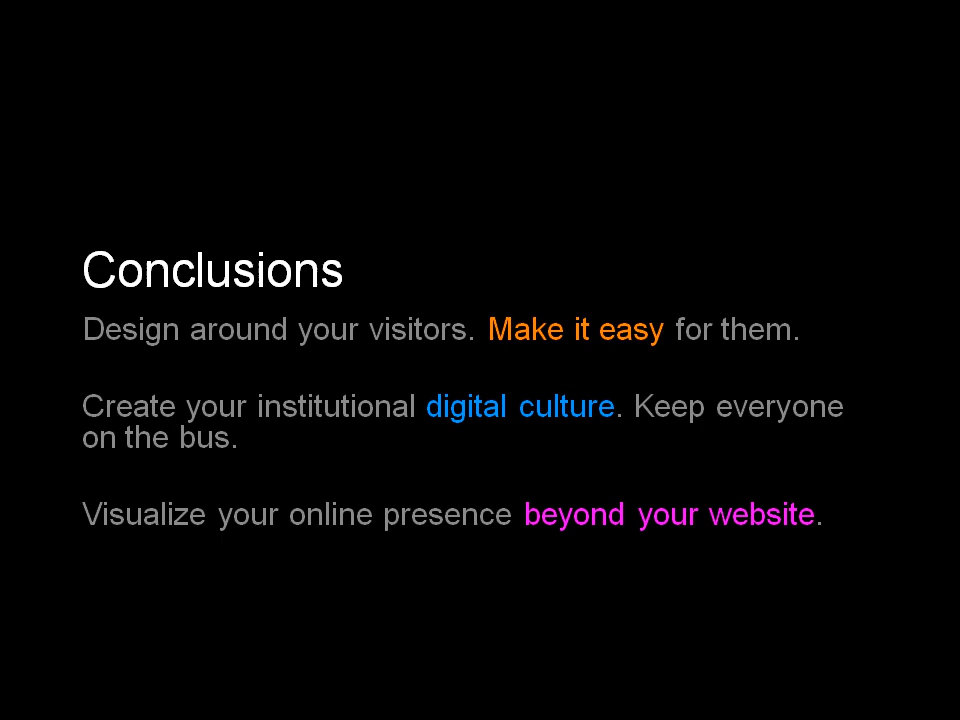 Conclusions
Design around your visitors. Make it easy for them.
Create your institutional digital culture. Keep everyone
on the bus.
Visualize your online presence beyond your website.